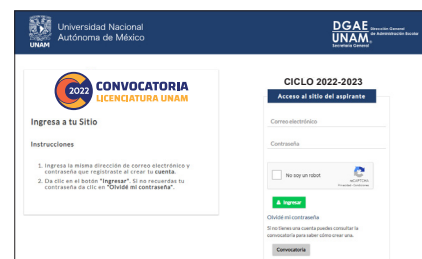 Universidad Nacional
Autónoma de México
UNAM
DGAE
UNAM
Dirección General
de Administración Escolar
Secretaría General
2022
CONVOCATORIA
LICENCIATURA UNAM
Ingresa a tu Sitio
Instrucciones
1. Ingresa la misma dirección de correo electrónico y
contraseña que registraste al crear tu cuenta.
2. Da clic en el botón "Ingresar". Si no recuerdas tu
contraseña da clic en "Olvidé mi contraseña".
CICLO 2022-2023
Acceso al sitio del aspirante
Correo electrónico
Contraseña
No soy un robot
reCAPTCHA
Ingresar
Olvidé mi contraseña
Si no tienes una cuenta puedes consultar la
convocatoria para saber cómo crear una.
Convocatoria